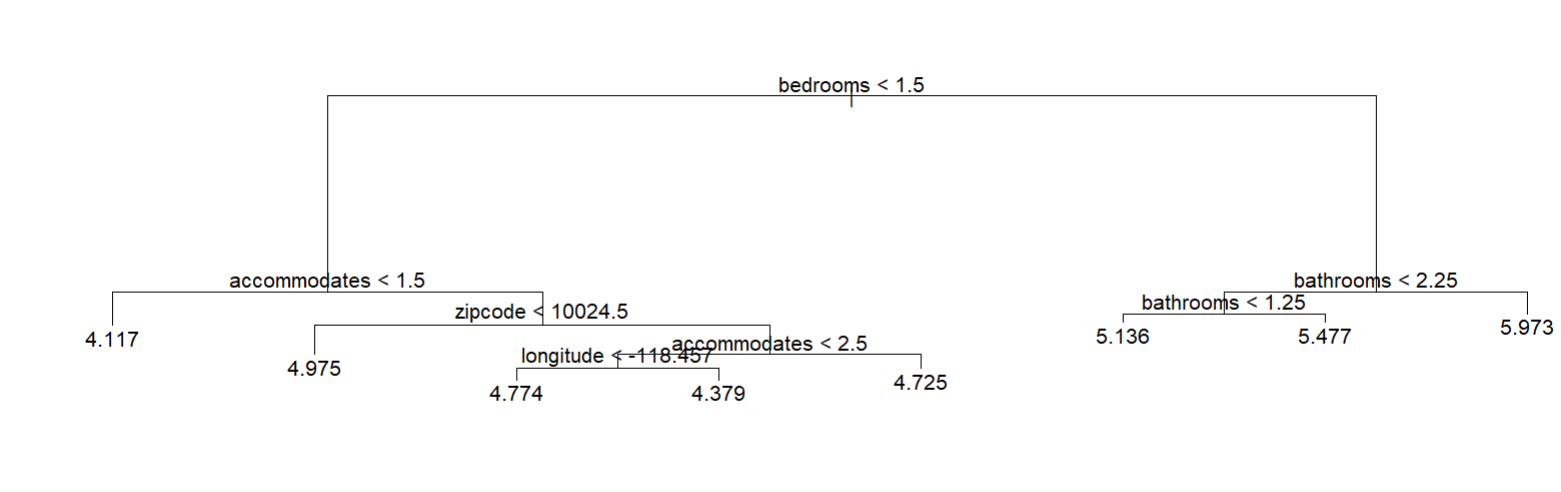 bedrooms < 1.5
accommodates < 1.5
bathrooms < 2.25
bathrooms < 1.25
zipcode < 10024.5
5.973
4.117
5.136
5.477
accommodates < 2.5
longitude < -118.457
4.975
4.725
4.774
4.379